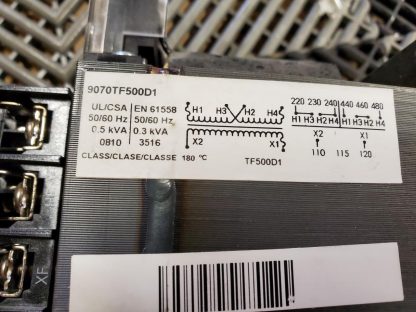 9070TF500D1
UL/CSA EN 61558
50/60 Hz 50/60 Hz
0.5 kVA 0.3 kVA
0810 3516
CLASS/CLASE/CLASSE 180 °C
H1 H3 H2 H4
X2 X1
TF500D1
220 230 240 440 460 480
H1 H3 H2 H4 H1 H3 H2 H4
X2 X1
110 115 120
XF